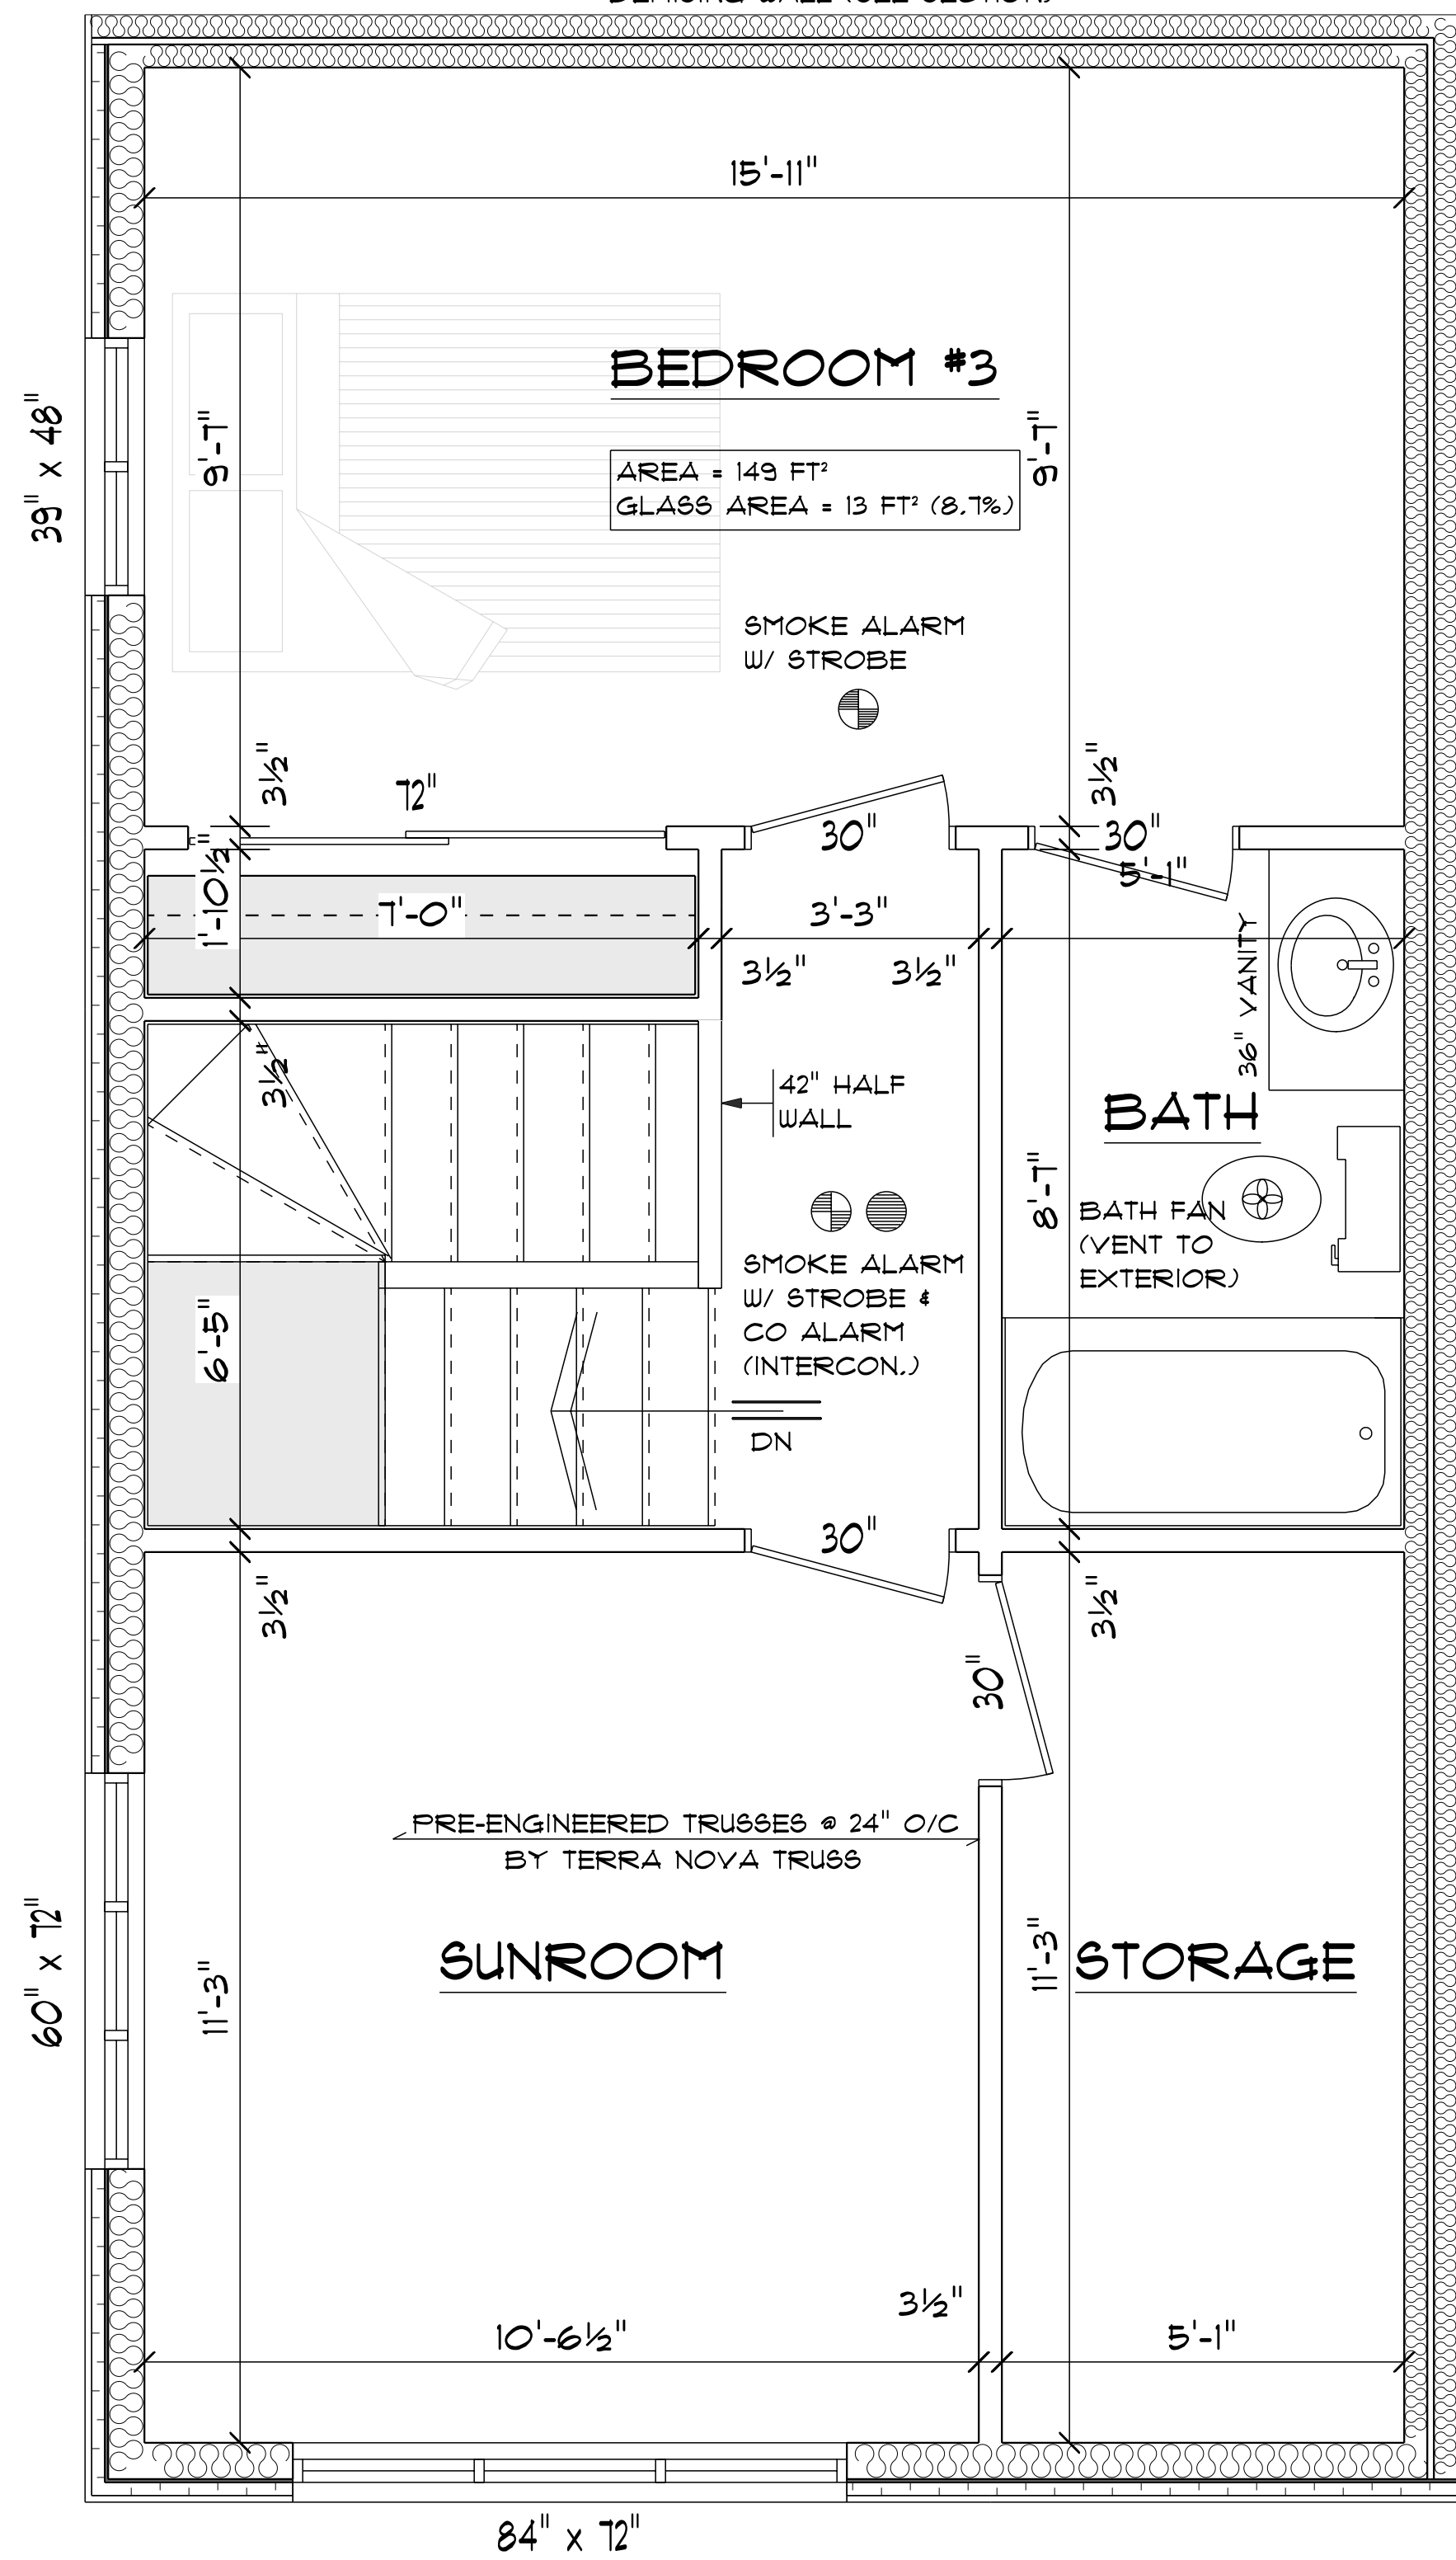 15'-11"
BEDROOM #3
39" x 48"
9'-7"
9'-7"
AREA = 149 FT²
GLASS AREA = 13 FT² (8.7%)
SMOKE ALARM
W/ STROBE
3½"
72"
3½"
30"
30"
5'-1"
1'-10½"
7'-0"
3'-3"
3½"
3½"
36" VANITY
3½"
42" HALF
WALL
BATH
8'-7"
BATH FAN
(VENT TO
EXTERIOR)
SMOKE ALARM
W/ STROBE &
CO ALARM
(INTERCON.)
6'-5"
DN
30"
3½"
3½"
30"
PRE-ENGINEERED TRUSSES @ 24" O/C
BY TERRA NOVA TRUSS
60" x 72"
SUNROOM
11'-3"
11'-3"
STORAGE
3½"
10'-6½"
5'-1"
84" x 72"